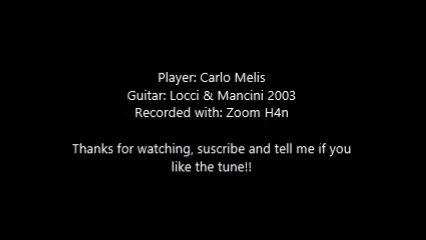 Player: Carlo Melis
Guitar: Locci & Mancini 2003
Recorded with: Zoom H4n
Thanks for watching, suscribe and tell me if you
like the tune!!